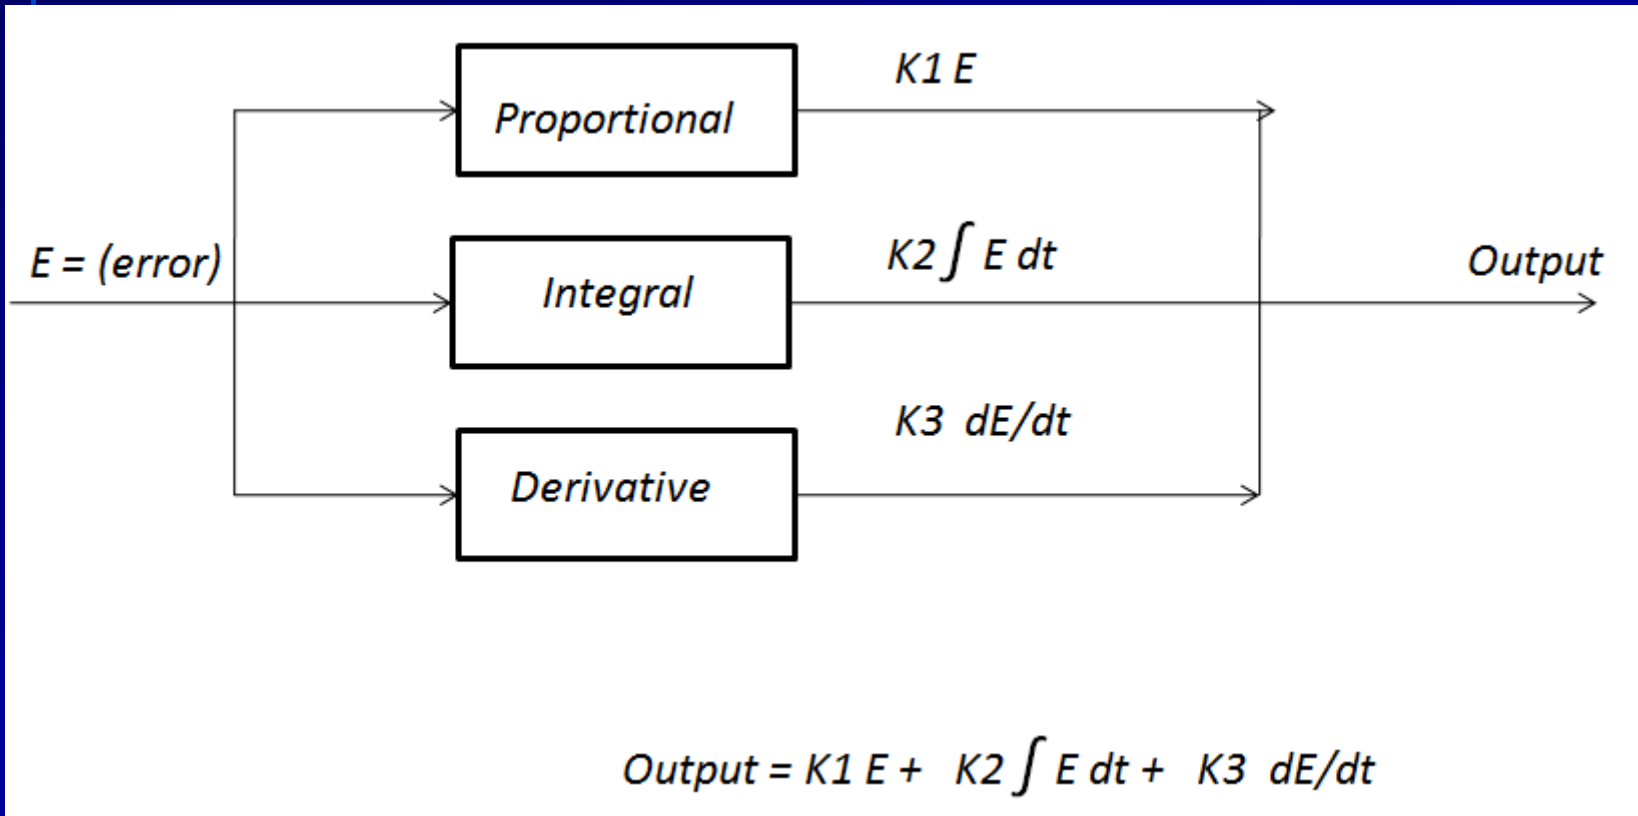 K1 E
Proportional
E = (error)
K2 ∫ E dt
Output
Integral
K3 dE/dt
Derivative
Output = K1 E + K2 ∫ E dt + K3 dE/dt